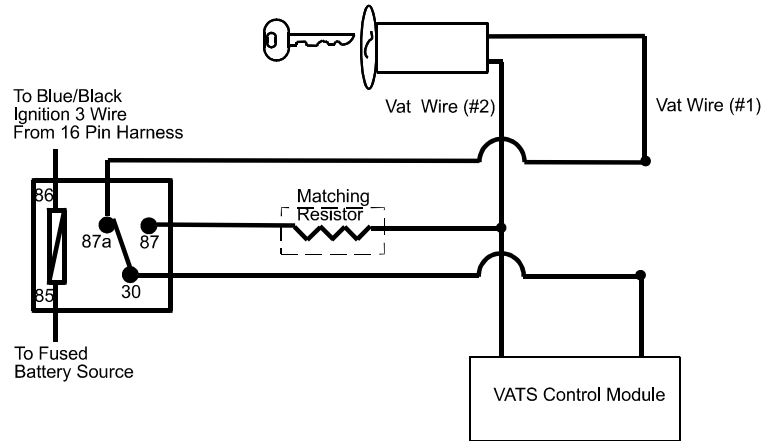 Vat Wire (#2)
Vat Wire (#1)
To Blue/Black
Ignition 3 Wire
From 16 Pin Harness
86
87a
87
30
85
Matching
Resistor
To Fused
Battery Source
VATS Control Module